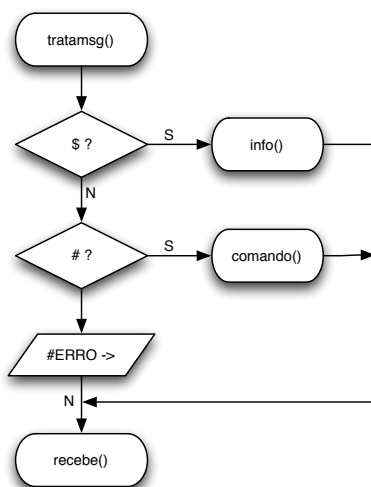 tratamsg()
$ ?
S
info()
N
# ?
S
comando()
#ERRO ->
N
recebe()